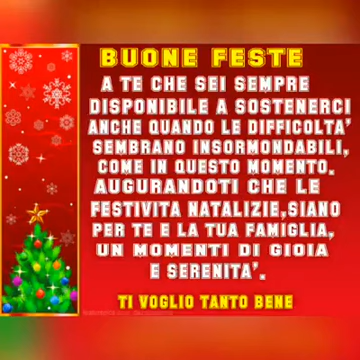 BUONE FESTE
A TE CHE SEI SEMPRE
DISPONIBILE A SOSTENERCI
ANCHE QUANDO LE DIFFICOLTA'
SEMBRANO INSORMONDABILI,
COME IN QUESTO MOMENTO.
AUGURANDOTI CHE LE
FESTIVITA NATALIZIE,SIANO
PER TE E LA TUA FAMIGLIA,
UN MOMENTI DI GIOIA
E SERENITA'.
TI VOGLIO TANTO BENE